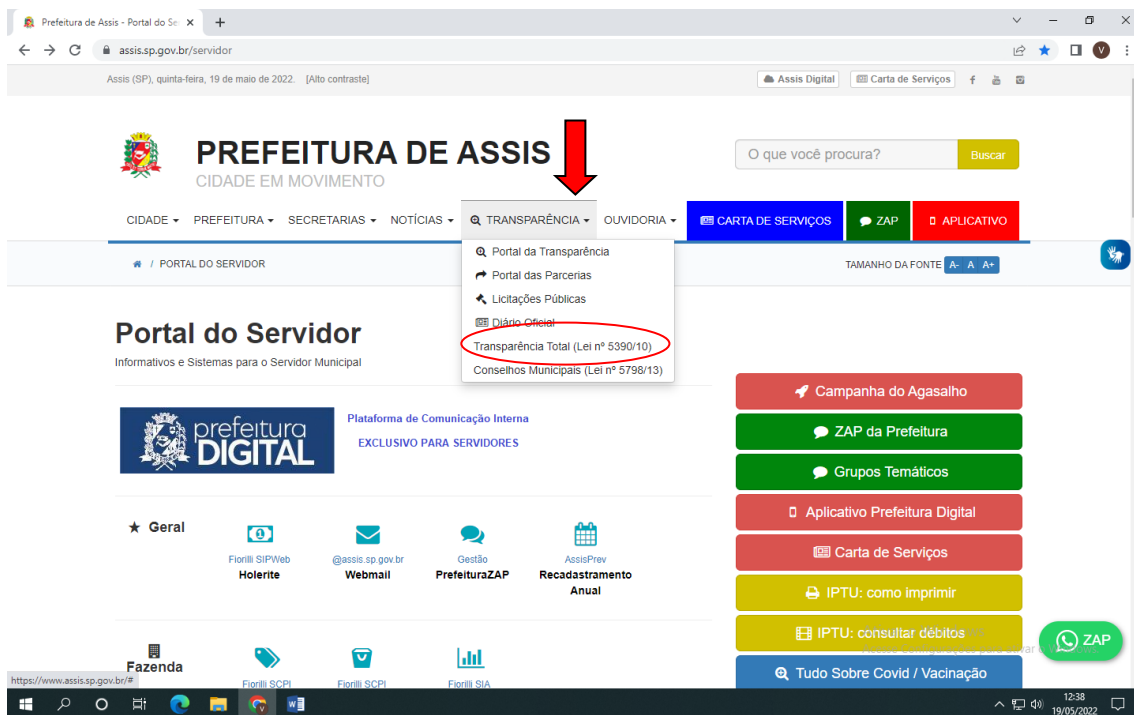 Prefeitura de Assis - Portal do Se
assis.sp.gov.br/servidor
V
Assis (SP), quinta-feira, 19 de maio de 2022. [Alto contraste]
Assis Digital
Carta de Serviços
PREFEITURA DE ASSIS
CIDADE EM MOVIMENTO
O que você procura?
Buscar
CIDADE
PREFEITURA
SECRETARIAS
NOTÍCIAS
TRANSPARÊNCIA
OUVIDORIA
CARTA DE SERVIÇOS
ZAP
APLICATIVO
/ PORTAL DO SERVIDOR
TAMANHO DA FONTE A- A A+
Portal da Transparência
Portal das Parcerias
Licitações Públicas
Diário Oficial
Transparência Total (Lei nº 5390/10)
Conselhos Municipais (Lei nº 5798/13)
Portal do Servidor
Informativos e Sistemas para o Servidor Municipal
prefeitura
DIGITAL
Plataforma de Comunicação Interna
EXCLUSIVO PARA SERVIDORES
Geral
Fiorilli SIPWeb
Holerite
@assis.sp.gov.br
Webmail
Gestão
PrefeituraZAP
AssisPrev
Recadastramento
Anual
Fazenda
Fiorilli SCPI
Fiorilli SCPI
Fiorilli SIA
Campanha do Agasalho
ZAP da Prefeitura
Grupos Temáticos
Aplicativo Prefeitura Digital
Carta de Serviços
IPTU: como imprimir
IPTU: consultar débitos
Tudo Sobre Covid / Vacinação
ZAP
https://www.assis.sp.gov.br/#
12:38
19/05/2022